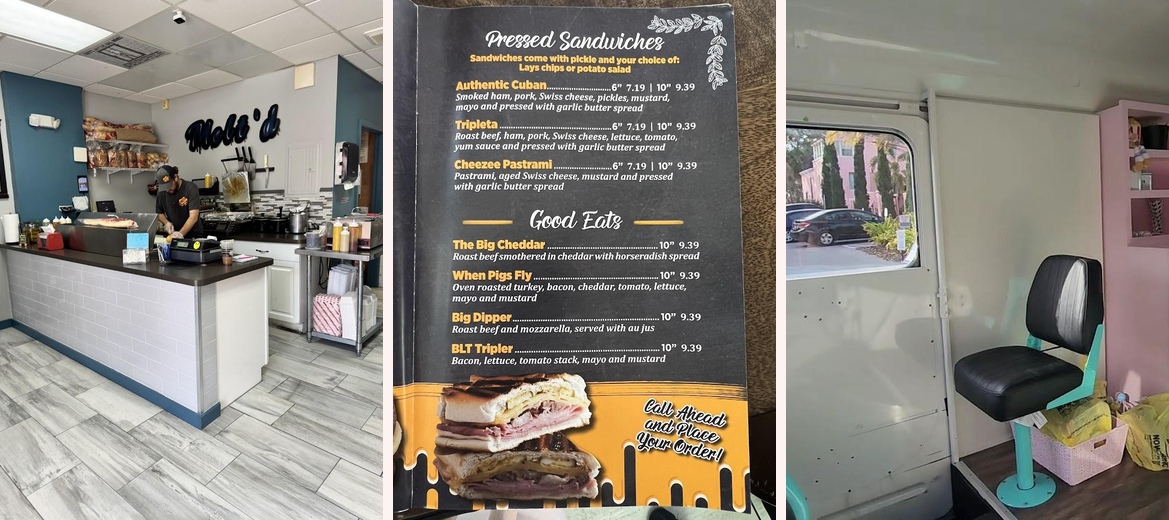 Melt'd
Pressed Sandwiches
Sandwiches come with pickle and your choice of:
Lays chips or potato salad
Authentic Cuban..................6" 7.19 | 10" 9.39
Smoked ham, pork, Swiss cheese, pickles, mustard,
mayo and pressed with garlic butter spread
Tripleta..................6" 7.19 | 10" 9.39
Roast beef, ham, pork, Swiss cheese, lettuce, tomato,
yum sauce and pressed with garlic butter spread
Cheezee Pastrami..................6" 7.19 | 10" 9.39
Pastrami, aged Swiss cheese, mustard and pressed
with garlic butter spread
Good Eats
The Big Cheddar..................10" 9.39
Roast beef smothered in cheddar with horseradish spread
When Pigs Fly..................10" 9.39
Oven roasted turkey, bacon, cheddar, tomato, lettuce,
mayo and mustard
Big Dipper..................10" 9.39
Roast beef and mozzarella, served with au jus
BLT Tripler..................10" 9.39
Bacon, lettuce, tomato stack, mayo and mustard
Call Ahead
and Place
Your Order!